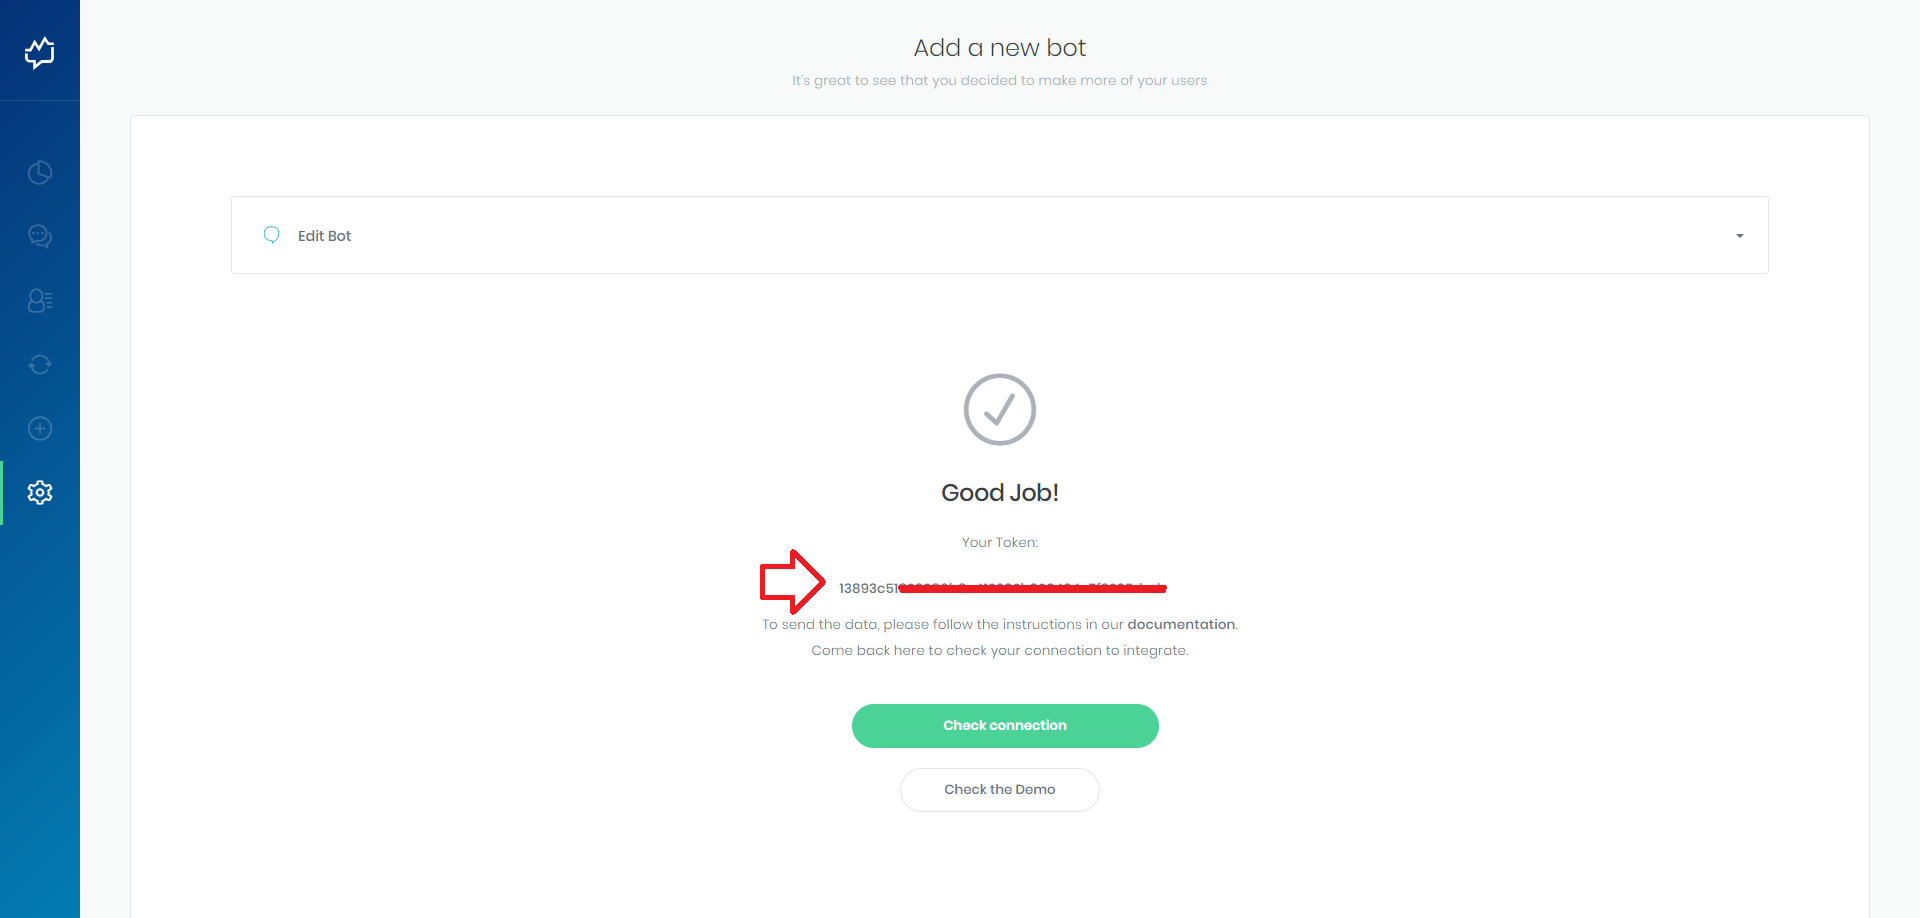 Add a new bot
It's great to see that you decided to make more of your users
Edit Bot
Good Job!
Your Token:
13893c51
To send the data, please follow the instructions in our documentation.
Come back here to check your connection to integrate.
Check connection
Check the Demo